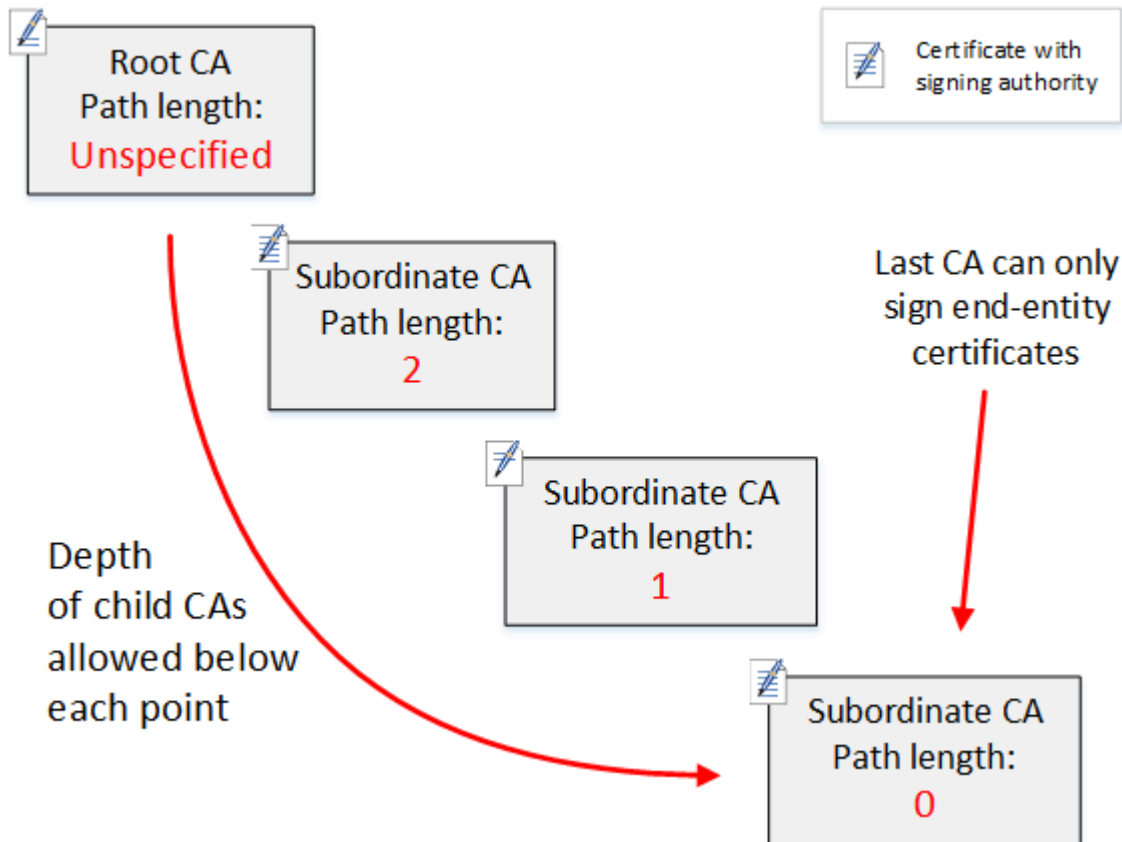 Root CA
Path length:
Unspecified
Certificate with
signing authority
Subordinate CA
Path length:
2
Last CA can only
sign end-entity
certificates
Subordinate CA
Path length:
1
Depth
of child CAs
allowed below
each point
Subordinate CA
Path length:
0